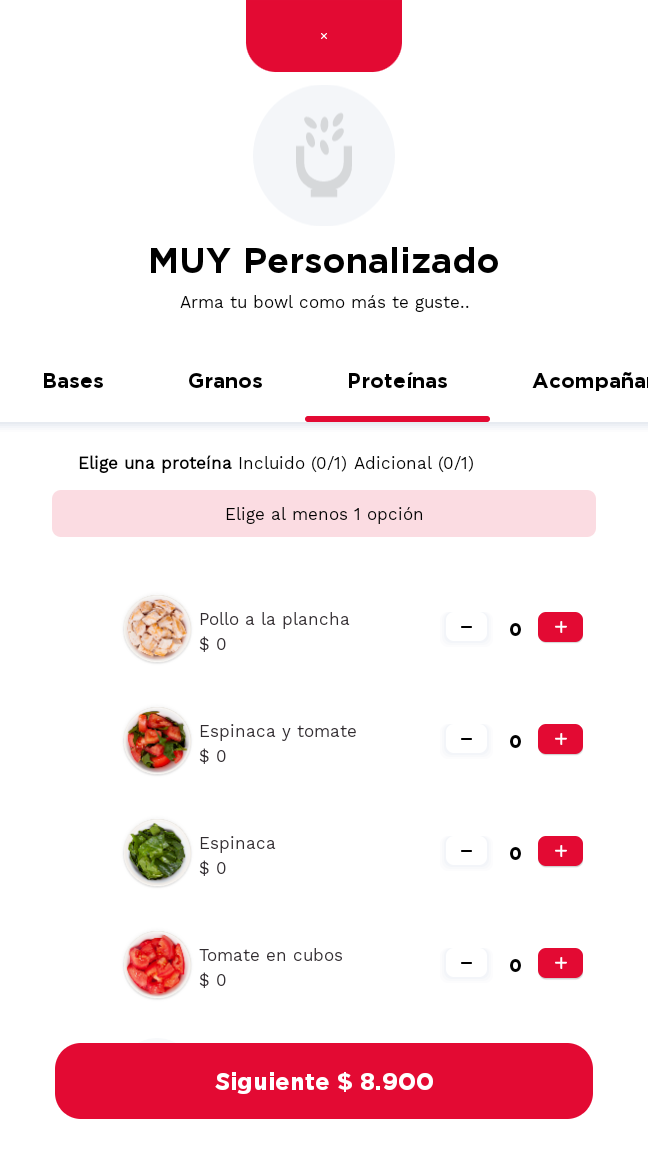 ×
MUY Personalizado
Arma tu bowl como más te guste..
Bases Granos Proteínas Acompaña
Elige una proteína Incluido (0/1) Adicional (0/1)
Elige al menos 1 opción
Pollo a la plancha
$ 0
− 0 +
Espinaca y tomate
$ 0
− 0 +
Espinaca
$ 0
− 0 +
Tomate en cubos
$ 0
− 0 +
Siguiente $ 8.900